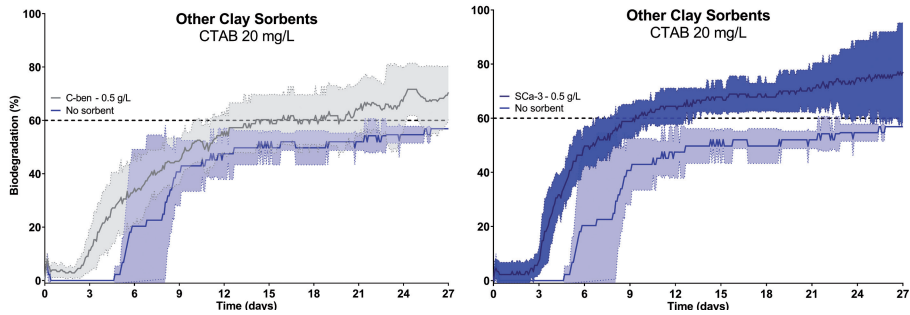 Other Clay Sorbents
CTAB 20 mg/L
Biodegradation (%)
100
80
60
40
20
0
C-ben - 0.5 g/L
No sorbent
0 3 6 9 12 15 18 21 24 27
Time (days)
Other Clay Sorbents
CTAB 20 mg/L
100
80
60
40
20
0
SCa-3 - 0.5 g/L
No sorbent
0 3 6 9 12 15 18 21 24 27
Time (days)